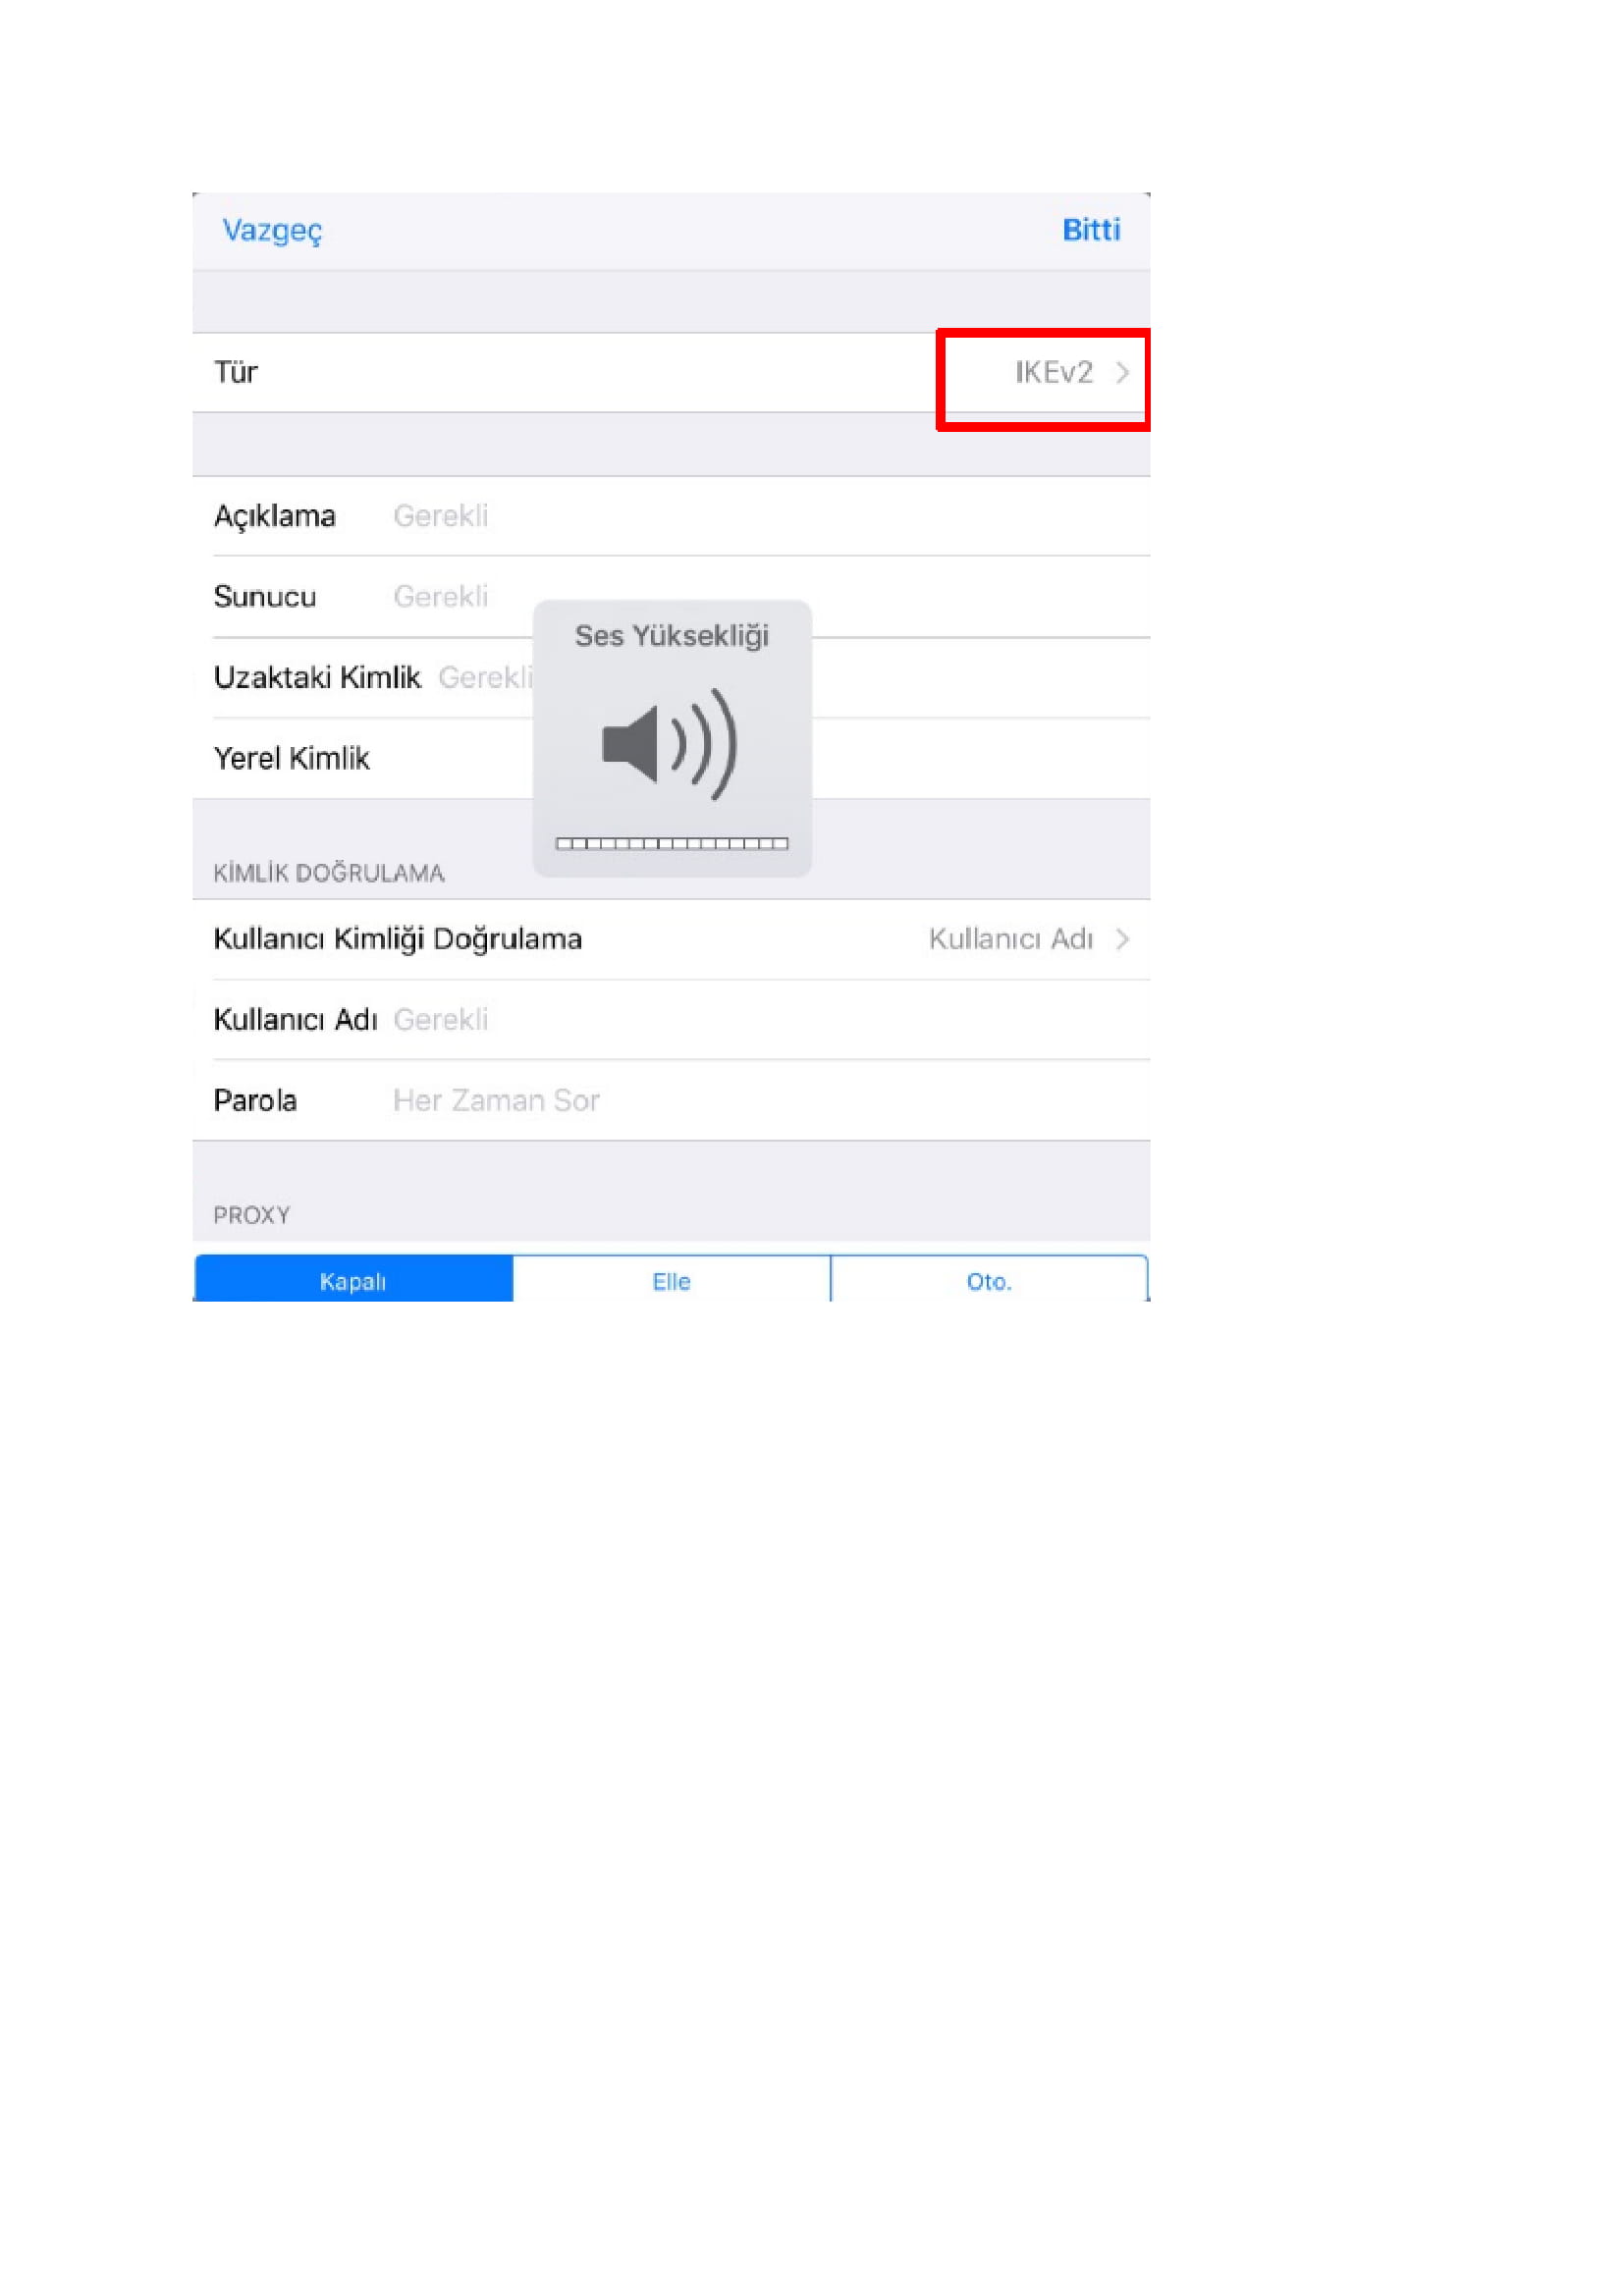 Vazgeç Bitti
Tür IKEv2
Açıklama Gerekli
Sunucu Gerekli
Ses Yüksekliği
Uzaktaki Kimlik Gerekli
Yerel Kimlik
KİMLİK DOĞRULAMA
Kullanıcı Kimliği Doğrulama Kullanıcı Adı
Kullanıcı Adı Gerekli
Parola Her Zaman Sor
PROXY
Kapalı Elle Oto.